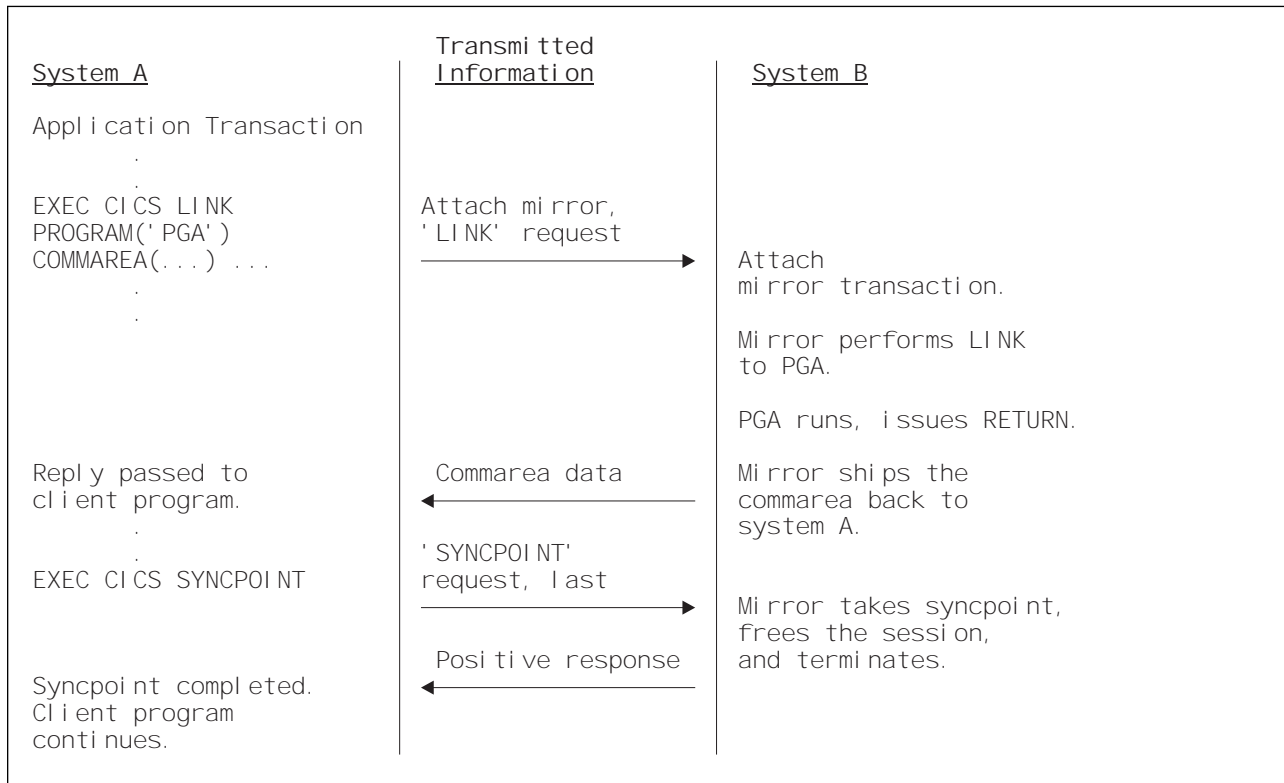 Transmitted
System A Information System B
Application Transaction
.
.
EXEC CICS LINK Attach mirror,
PROGRAM('PGA') 'LINK' request
COMMAREA(...) ... Attach
. mirror transaction.
.
Mirror performs LINK
to PGA.
PGA runs, issues RETURN.
Reply passed to Commarea data Mirror ships the
client program. commarea back to
. system A.
. 'SYNCPOINT'
EXEC CICS SYNCPOINT request, last
Mirror takes syncpoint,
frees the session,
Positive response and terminates.
Syncpoint completed.
Client program
continues.